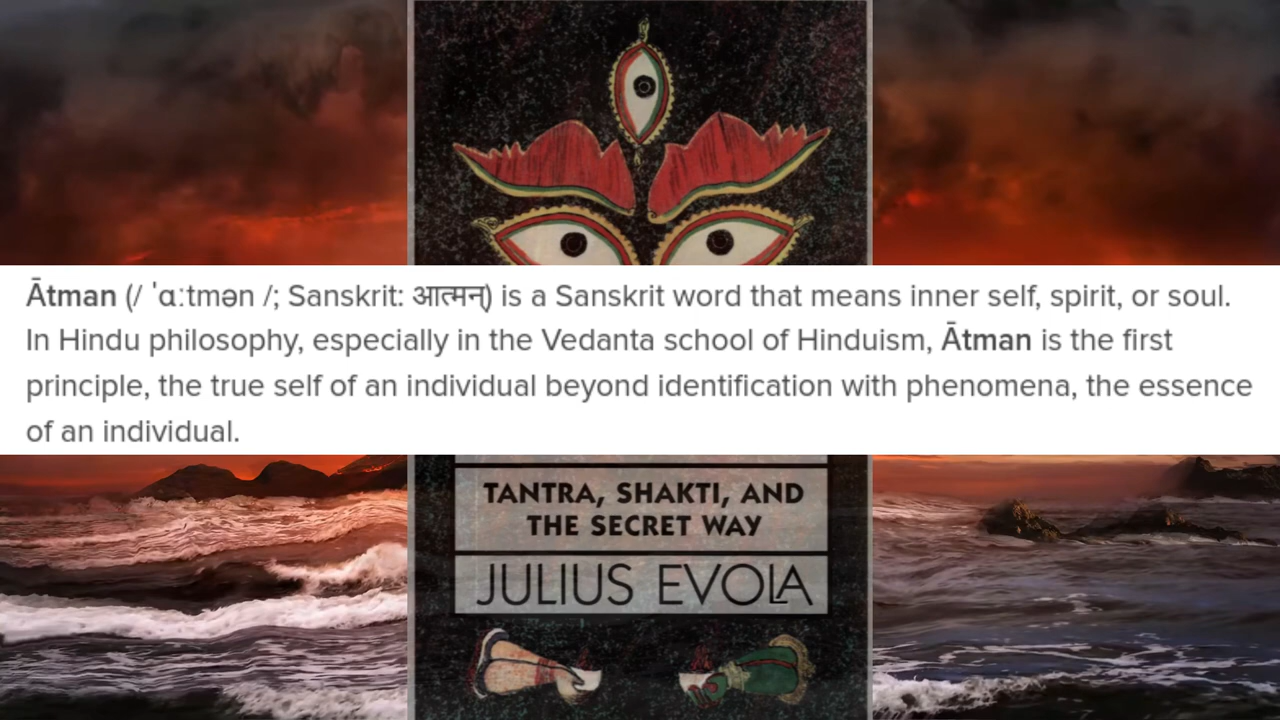 Ātman (/ ˈɑːtmən /; Sanskrit: आत्मन्) is a Sanskrit word that means inner self, spirit, or soul.
In Hindu philosophy, especially in the Vedanta school of Hinduism, Ātman is the first
principle, the true self of an individual beyond identification with phenomena, the essence
of an individual.
TANTRA, SHAKTI, AND
THE SECRET WAY
JULIUS EVOLA